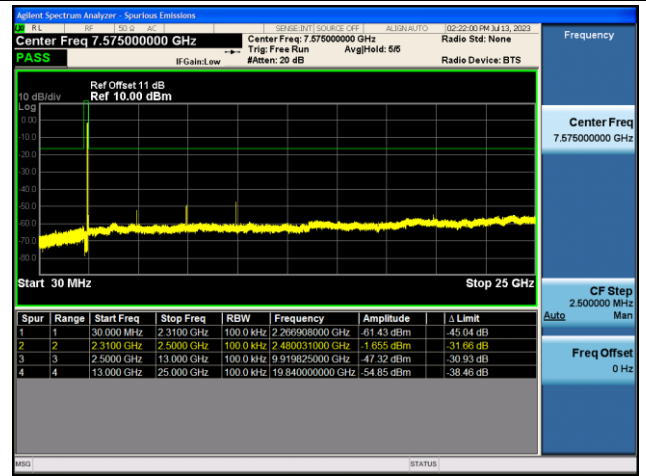 Agilent Spectrum Analyzer - Spurious Emissions
RL RF 50 Ω AC SENSE:INT SOURCE OFF ALIGN AUTO 02:22:00 PM Jul 13, 2023
Center Freq 7.575000000 GHz Center Freq: 7.575000000 GHz Radio Std: None
Trig: Free Run Avg|Hold: 5/5
PASS IFGain:Low #Atten: 20 dB Radio Device: BTS
Frequency
Ref Offset 11 dB
10 dB/div Ref 10.00 dBm
Log
0.00
-10.0
-20.0
-30.0
-40.0
-50.0
-60.0
-70.0
-80.0
Start 30 MHz Stop 25 GHz
Center Freq
7.575000000 GHz
CF Step
2.500000 MHz
Auto Man
Freq Offset
0 Hz
Spur Range Start Freq Stop Freq RBW Frequency Amplitude Δ Limit
1 1 30.000 MHz 2.3100 GHz 100.0 kHz 2.266908000 GHz -61.43 dBm -45.04 dB
2 2 2.3100 GHz 2.5000 GHz 100.0 kHz 2.480031000 GHz -1.655 dBm -31.66 dB
3 3 2.5000 GHz 13.000 GHz 100.0 kHz 9.919825000 GHz -47.32 dBm -30.93 dB
4 4 13.000 GHz 25.000 GHz 100.0 kHz 19.840000000 GHz -54.85 dBm -38.46 dB
MSG STATUS